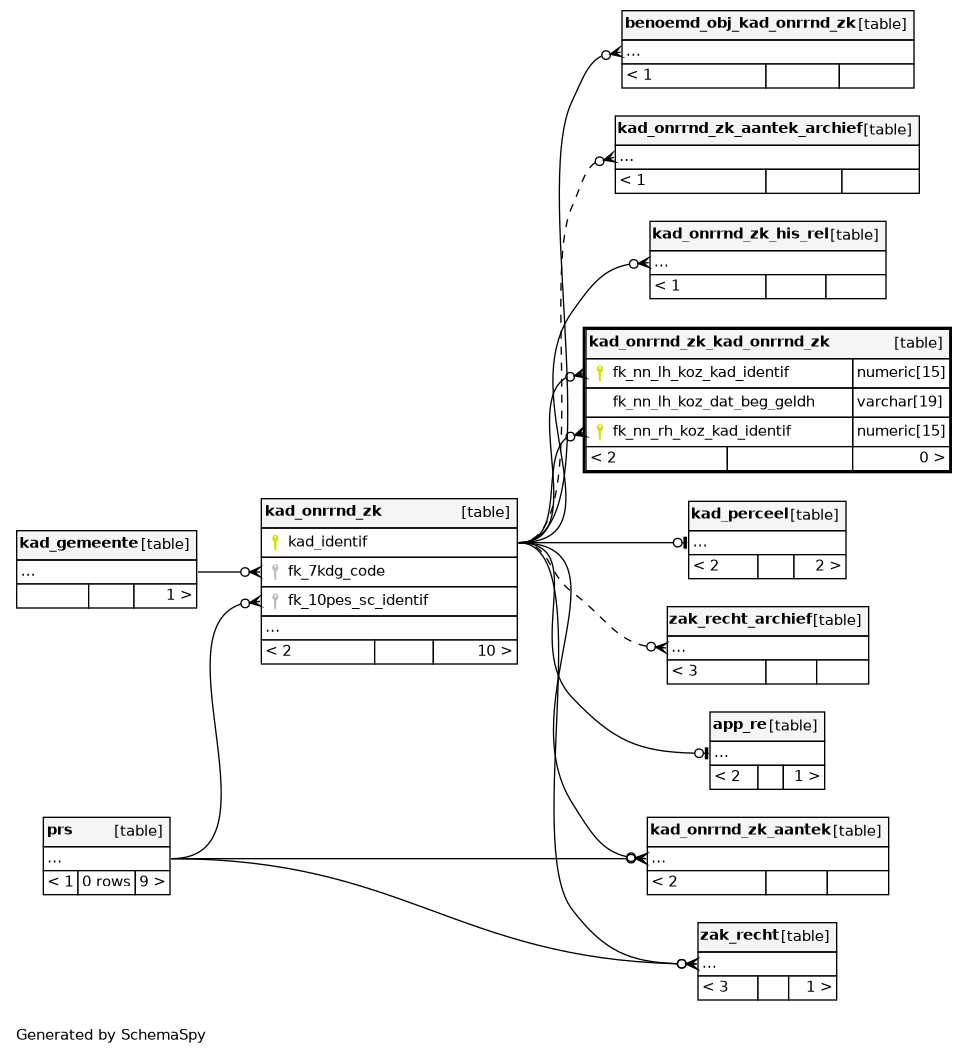 benoemd_obj_kad_onrrnd_zk [table]
...
< 1
kad_onrrnd_zk_aantek_archief [table]
...
< 1
kad_onrrnd_zk_his_rel [table]
...
< 1
kad_onrrnd_zk_kad_onrrnd_zk [table]
fk_nn_lh_koz_kad_identif numeric[15]
fk_nn_lh_koz_dat_beg_geldh varchar[19]
fk_nn_rh_koz_kad_identif numeric[15]
< 2 0 >
kad_onrrnd_zk [table]
kad_identif
fk_7kdg_code
fk_10pes_sc_identif
...
< 2 10 >
kad_gemeente [table]
...
1 >
kad_perceel [table]
...
< 2 2 >
zak_recht_archief [table]
...
< 3
app_re [table]
...
< 2 1 >
prs [table]
...
< 1 0 rows 9 >
kad_onrrnd_zk_aantek [table]
...
< 2
zak_recht [table]
...
< 3 1 >
Generated by SchemaSpy